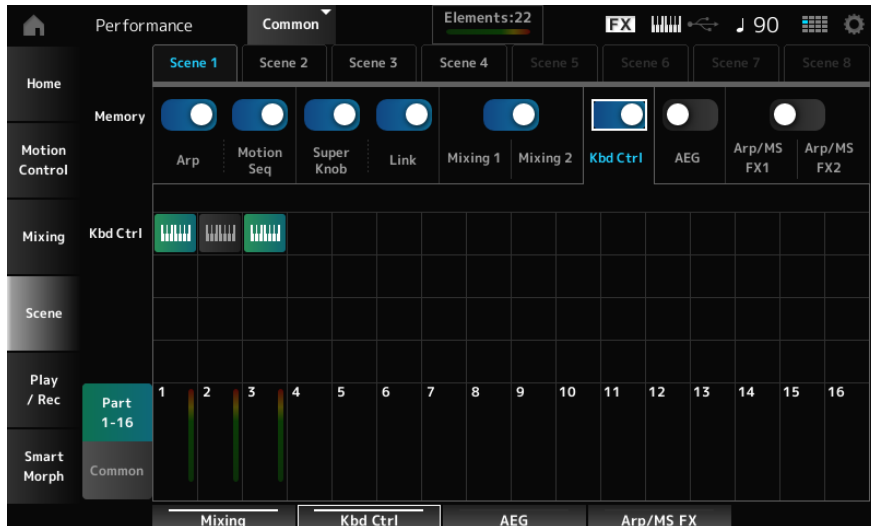 Performance
Common
Elements:22
FX
♩ 90
Scene 1
Scene 2
Scene 3
Scene 4
Scene 5
Scene 6
Scene 7
Scene 8
Home
Memory
Arp
Motion
Seq
Super
Knob
Link
Mixing 1
Mixing 2
Kbd Ctrl
AEG
Arp/MS
FX1
Arp/MS
FX2
Motion
Control
Mixing
Kbd Ctrl
Scene
Play
/ Rec
Part
1-16
1 2 3 4 5 6 7 8 9 10 11 12 13 14 15 16
Smart
Morph
Common
Mixing
Kbd Ctrl
AEG
Arp/MS FX